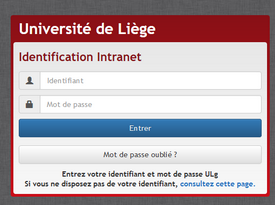 Université de Liège
Identification Intranet
Identifiant
Mot de passe
Entrer
Mot de passe oublié ?
Entrez votre identifiant et mot de passe ULg
Si vous ne disposez pas de votre identifiant, consultez cette page.